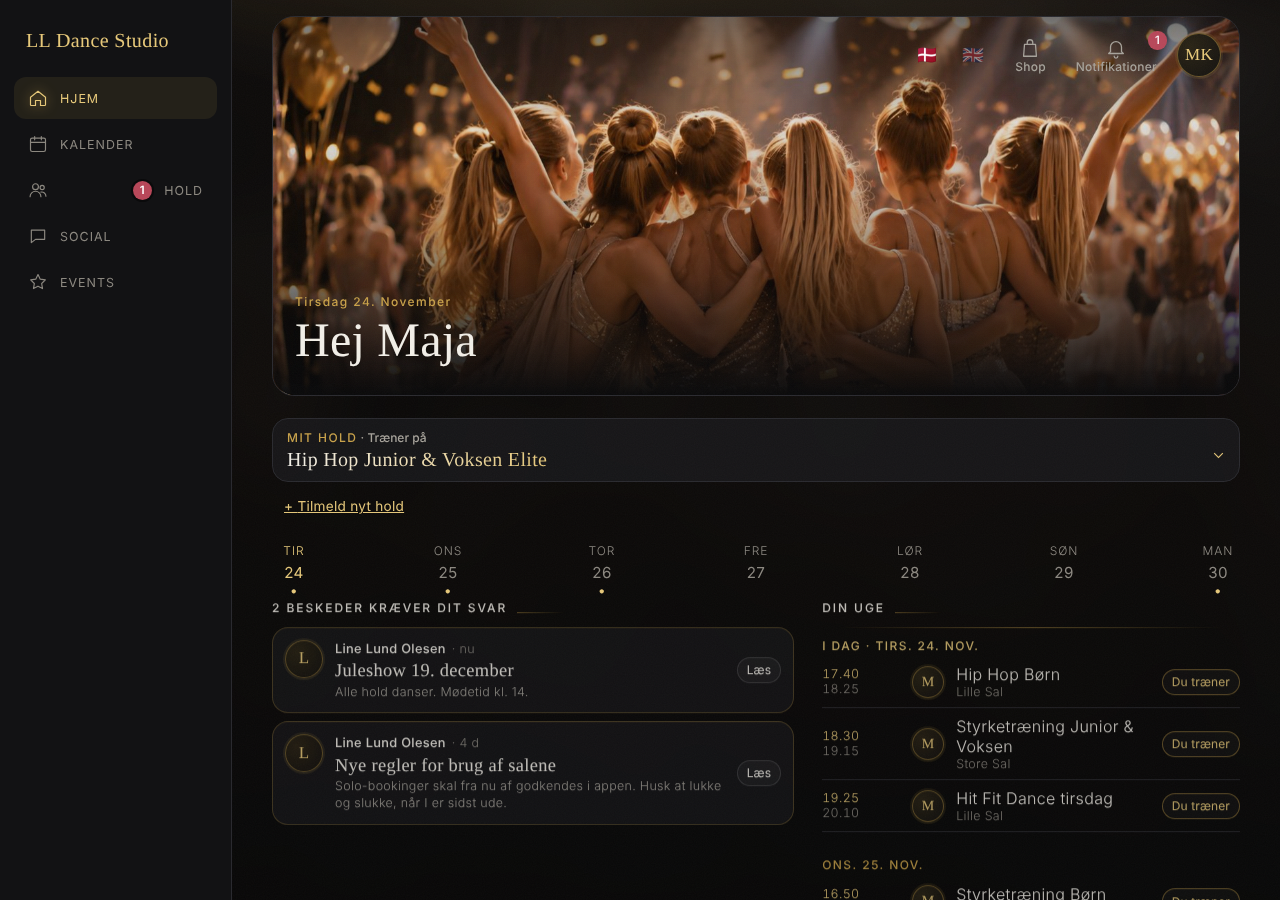 LL Dance Studio
HJEM
KALENDER
1 HOLD
SOCIAL
EVENTS
Shop
Notifikationer
1
MK
Tirsdag 24. November
Hej Maja
MIT HOLD · Træner på
Hip Hop Junior & Voksen Elite
+ Tilmeld nyt hold
TIR ONS TOR FRE LØR SØN MAN
24 25 26 27 28 29 30
2 BESKEDER KRÆVER DIT SVAR
L
Line Lund Olesen · nu
Juleshow 19. december
Alle hold danser. Mødetid kl. 14.
Læs
L
Line Lund Olesen · 4 d
Nye regler for brug af salene
Solo-bookinger skal fra nu af godkendes i appen. Husk at lukke
og slukke, når I er sidst ude.
Læs
DIN UGE
I DAG · TIRS. 24. NOV.
17.40
18.25
M
Hip Hop Børn
Lille Sal
Du træner
18.30
19.15
M
Styrketræning Junior &
Voksen
Store Sal
Du træner
19.25
20.10
M
Hit Fit Dance tirsdag
Lille Sal
Du træner
ONS. 25. NOV.
16.50
M
Styrketræning Børn